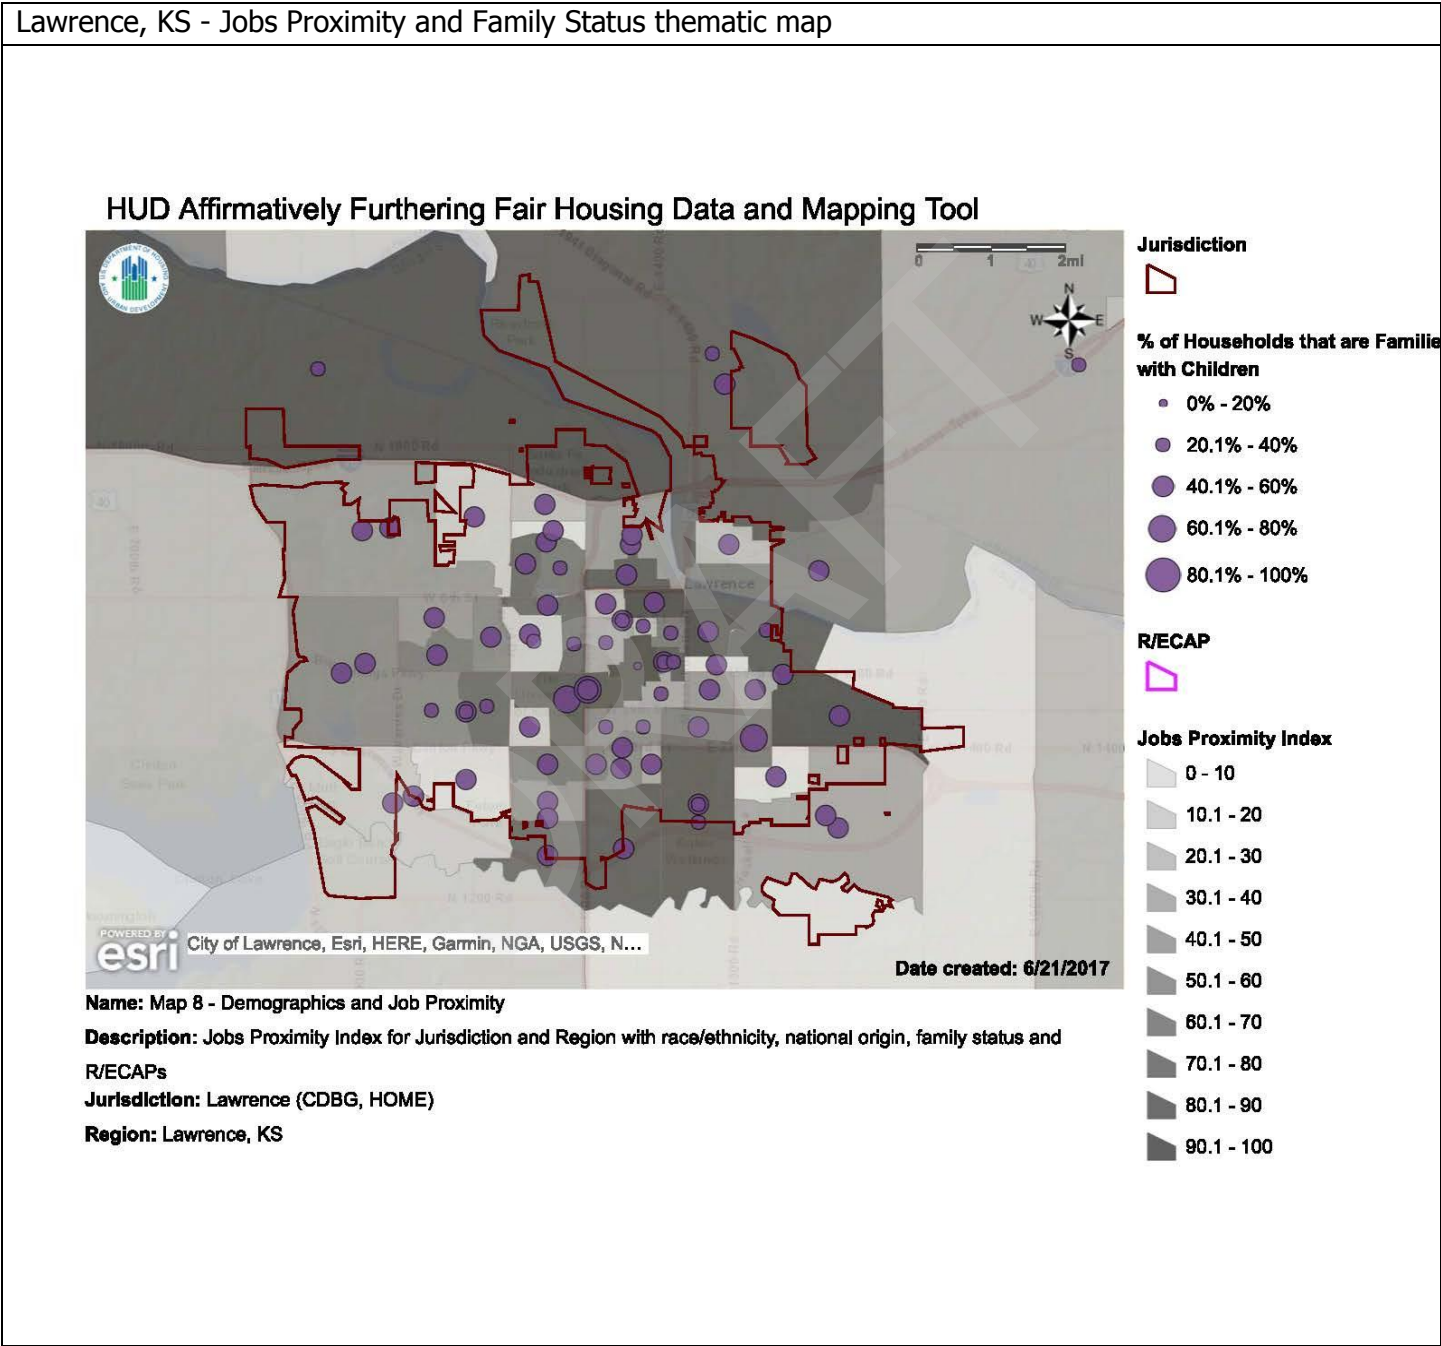 Lawrence, KS - Jobs Proximity and Family Status thematic map
HUD Affirmatively Furthering Fair Housing Data and Mapping Tool
0 1 2mi
N
W E
S
Lawrence
DRAFT
POWERED BY
esri
City of Lawrence, Esri, HERE, Garmin, NGA, USGS, N...
Date created: 6/21/2017
Jurisdiction
% of Households that are Familie
with Children
0% - 20%
20.1% - 40%
40.1% - 60%
60.1% - 80%
80.1% - 100%
R/ECAP
Jobs Proximity Index
0 - 10
10.1 - 20
20.1 - 30
30.1 - 40
40.1 - 50
50.1 - 60
60.1 - 70
70.1 - 80
80.1 - 90
90.1 - 100
Name: Map 8 - Demographics and Job Proximity
Description: Jobs Proximity Index for Jurisdiction and Region with race/ethnicity, national origin, family status and
R/ECAPs
Jurisdiction: Lawrence (CDBG, HOME)
Region: Lawrence, KS